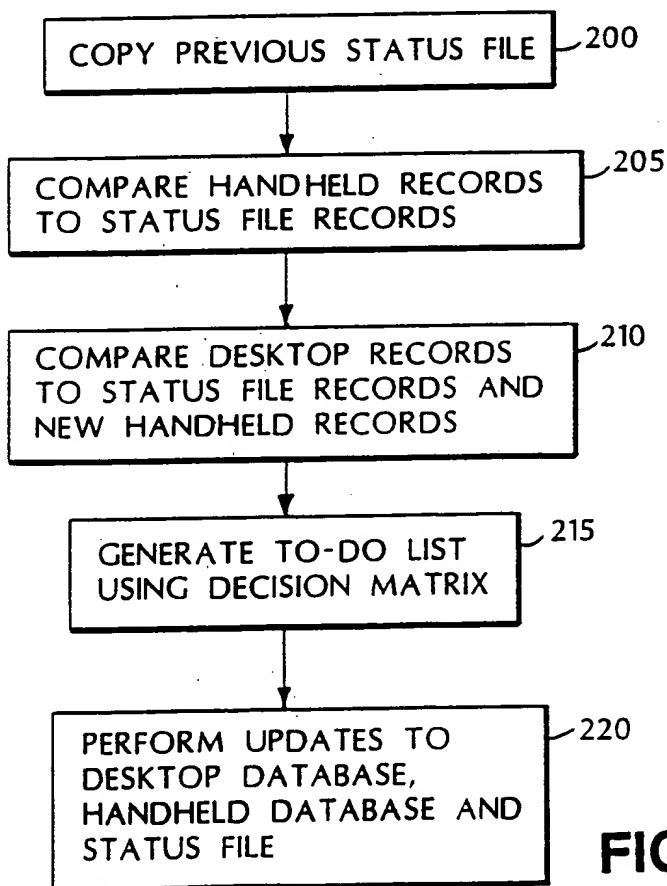 COPY PREVIOUS STATUS FILE
200
COMPARE HANDHELD RECORDS
TO STATUS FILE RECORDS
205
COMPARE DESKTOP RECORDS
TO STATUS FILE RECORDS AND
NEW HANDHELD RECORDS
210
GENERATE TO-DO LIST
USING DECISION MATRIX
215
PERFORM UPDATES TO
DESKTOP DATABASE,
HANDHELD DATABASE AND
STATUS FILE
220
FIG